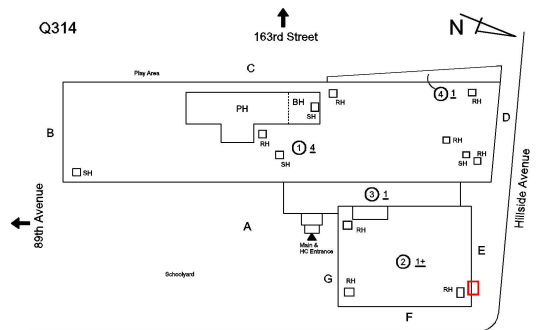 Q314
163rd Street
N
Play Area
C
BH
RH
④ 1
RH
PH
SH
B
D
RH
RH
① 4
SH
SH RH
SH
③ 1
89th Avenue
Hillside Avenue
A
Main &
HC Entrance
RH
E
② 1+
Schoolyard
G
RH
RH
F